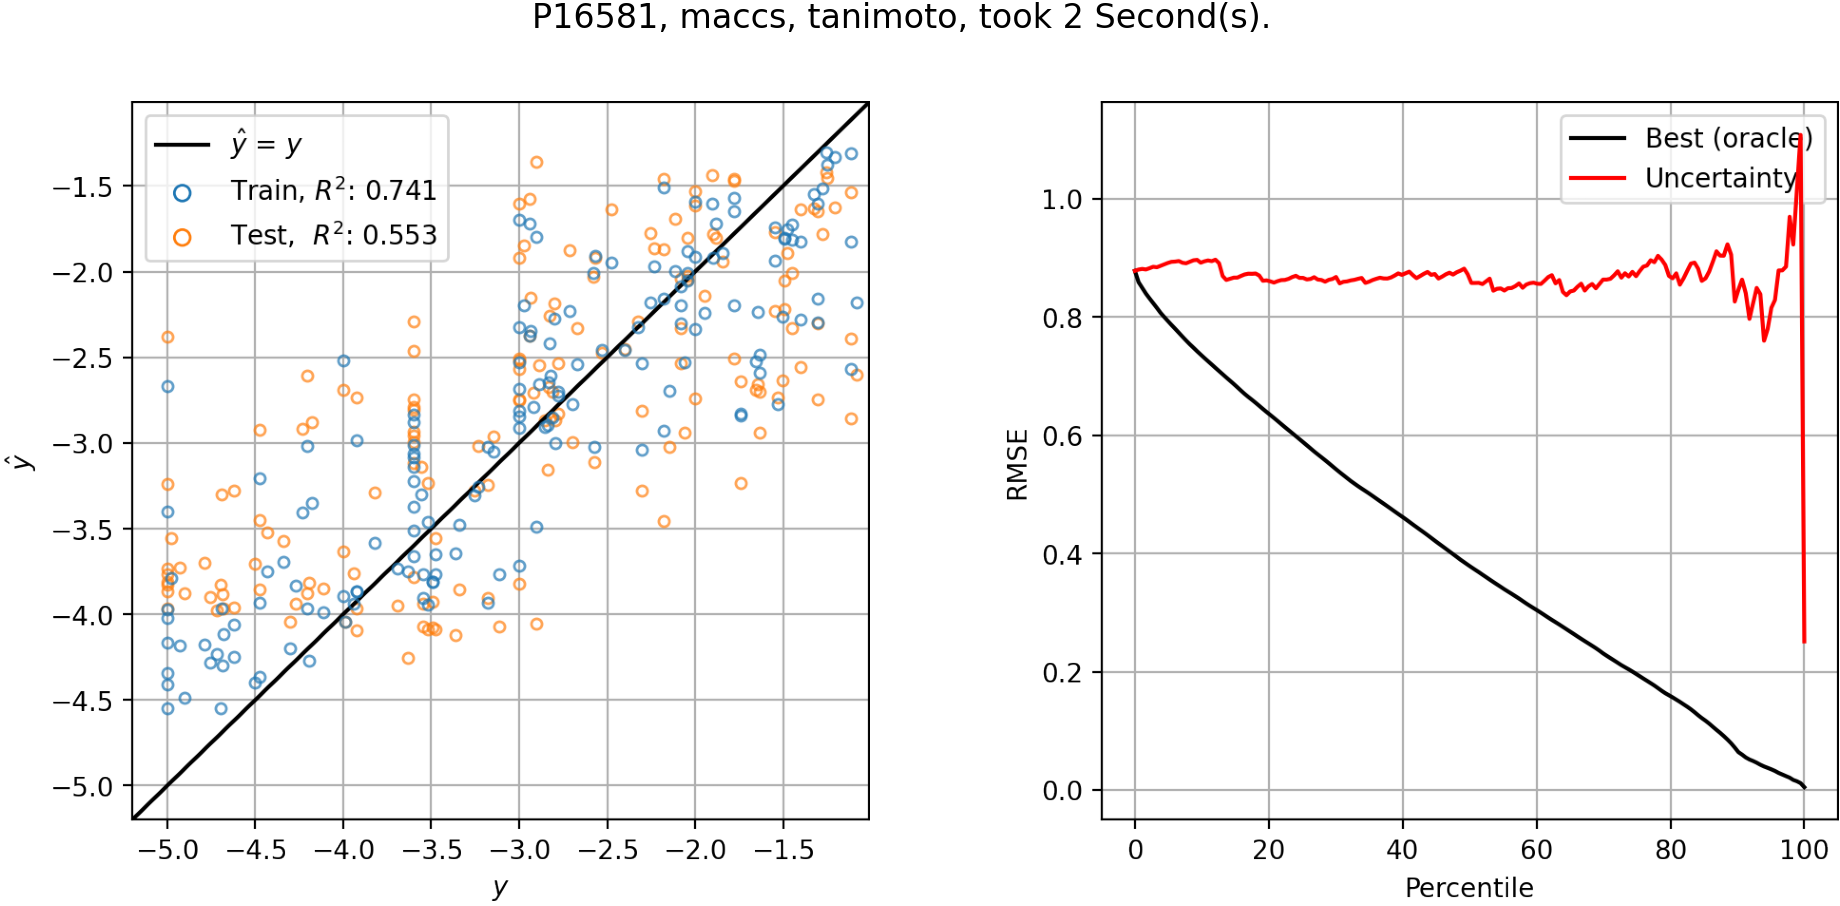 P16581, maccs, tanimoto, took 2 Second(s).
ŷ = y
Train, R²: 0.741
Test, R²: 0.553
−1.5
−2.0
−2.5
−3.0
−3.5
−4.0
−4.5
−5.0
ŷ
−5.0 −4.5 −4.0 −3.5 −3.0 −2.5 −2.0 −1.5
y
Best (oracle)
Uncertainty
1.0
0.8
0.6
0.4
0.2
0.0
RMSE
0 20 40 60 80 100
Percentile